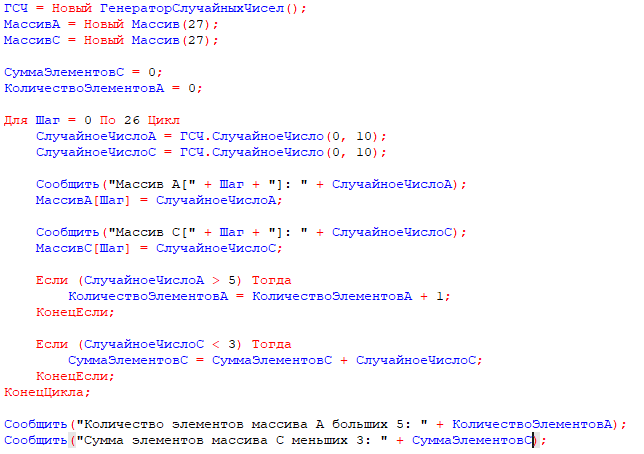 ГСЧ = Новый ГенераторСлучайныхЧисел();
МассивА = Новый Массив(27);
МассивС = Новый Массив(27);
СуммаЭлементовС = 0;
КоличествоЭлементовА = 0;
Для Шаг = 0 По 26 Цикл
СлучайноеЧислоА = ГСЧ.СлучайноеЧисло(0, 10);
СлучайноеЧислоС = ГСЧ.СлучайноеЧисло(0, 10);
Сообщить("Массив А[" + Шаг + "]: " + СлучайноеЧислоА);
МассивА[Шаг] = СлучайноеЧислоА;
Сообщить("Массив С[" + Шаг + "]: " + СлучайноеЧислоС);
МассивС[Шаг] = СлучайноеЧислоС;
Если (СлучайноеЧислоА > 5) Тогда
КоличествоЭлементовА = КоличествоЭлементовА + 1;
КонецЕсли;
Если (СлучайноеЧислоС < 3) Тогда
СуммаЭлементовС = СуммаЭлементовС + СлучайноеЧислоС;
КонецЕсли;
КонецЦикла;
Сообщить("Количество элементов массива А больших 5: " + КоличествоЭлементовА);
Сообщить("Сумма элементов массива С меньших 3: " + СуммаЭлементовС);